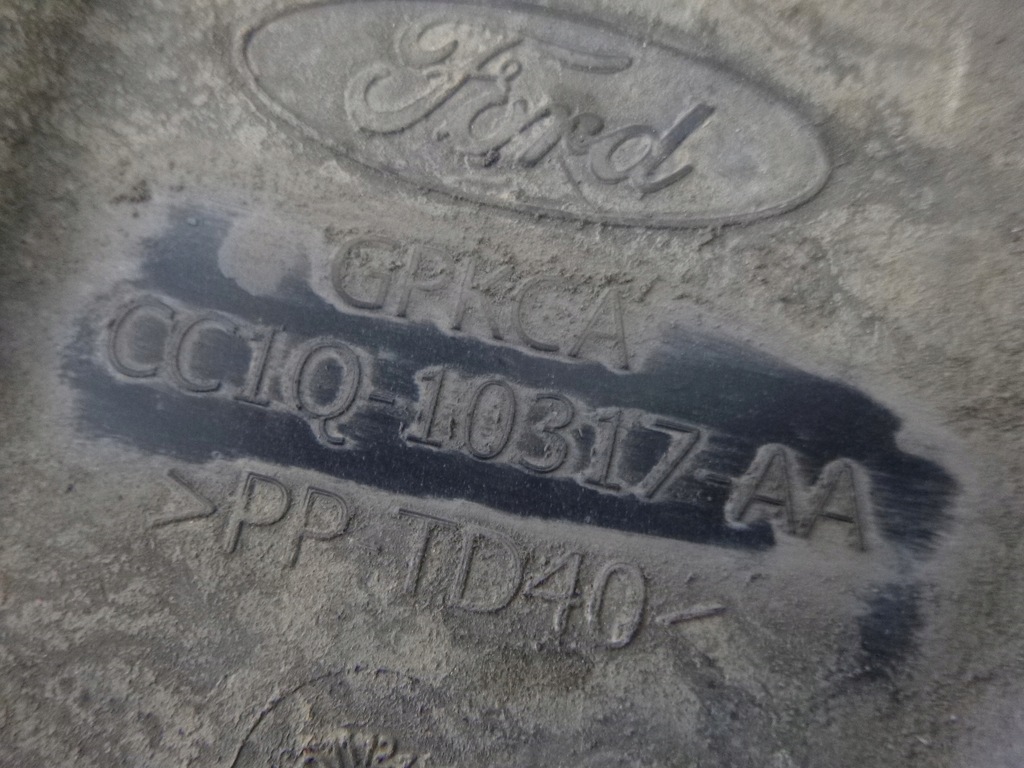 Ford
GPKCA
CC1Q-10317-AA
>PP TD40<